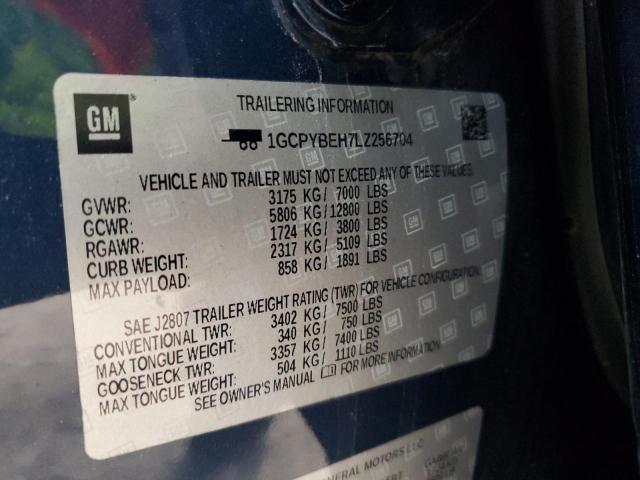 GM
TRAILERING INFORMATION
1GCPYBEH7LZ256704
VEHICLE AND TRAILER MUST NOT EXCEED ANY OF THESE VALUES.
GVWR: 3175 KG/ 7000 LBS
GCWR: 5806 KG/12800 LBS
RGAWR: 1724 KG/ 3800 LBS
CURB WEIGHT: 2317 KG/ 5109 LBS
MAX PAYLOAD: 858 KG/ 1891 LBS
SAE J2807 TRAILER WEIGHT RATING (TWR) FOR VEHICLE CONFIGURATION.
CONVENTIONAL TWR: 3402 KG/ 7500 LBS
MAX TONGUE WEIGHT: 340 KG/ 750 LBS
GOOSENECK TWR: 3357 KG/ 7400 LBS
MAX TONGUE WEIGHT: 504 KG/ 1110 LBS
SEE OWNER'S MANUAL FOR MORE INFORMATION
GENERAL MOTORS LLC